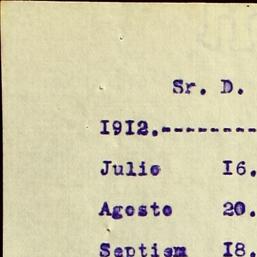 Sr. D.
1912.--------
Julio 16.
Agosto 20.
Septiem 18.